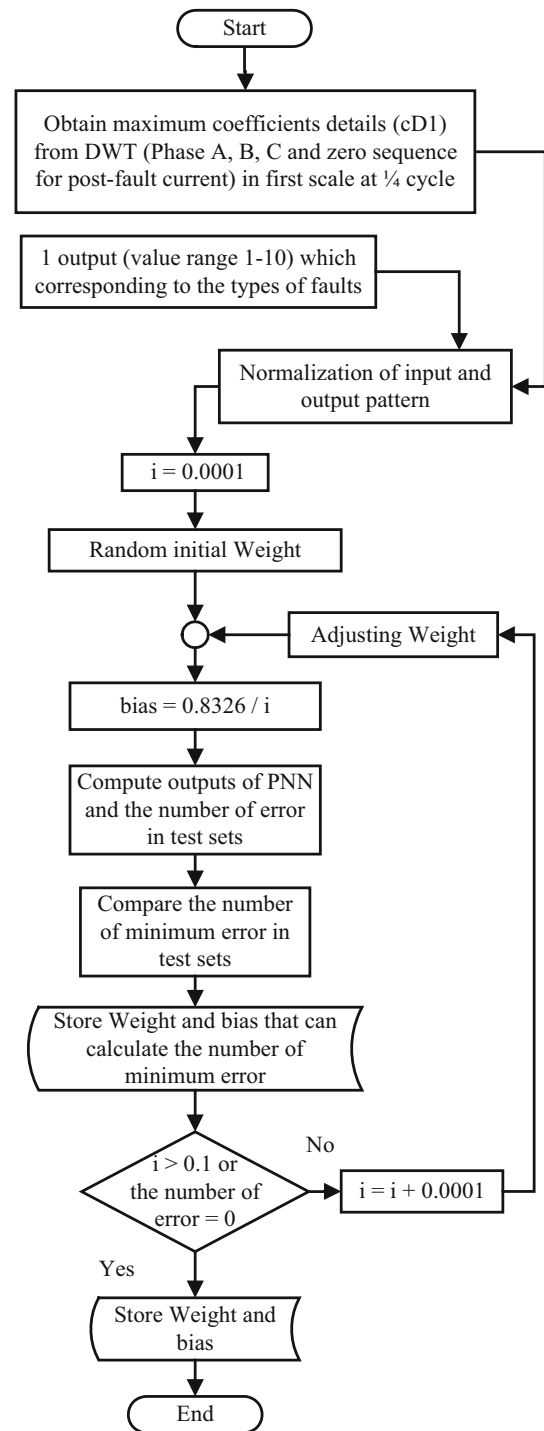 Start
Obtain maximum coefficients details (cD1)
from DWT (Phase A, B, C and zero sequence
for post-fault current) in first scale at ¼ cycle
1 output (value range 1-10) which
corresponding to the types of faults
Normalization of input and
output pattern
i = 0.0001
Random initial Weight
Adjusting Weight
bias = 0.8326 / i
Compute outputs of PNN
and the number of error
in test sets
Compare the number
of minimum error in
test sets
Store Weight and bias that can
calculate the number of
minimum error
i > 0.1 or
the number of
error = 0
No
i = i + 0.0001
Yes
Store Weight and
bias
End